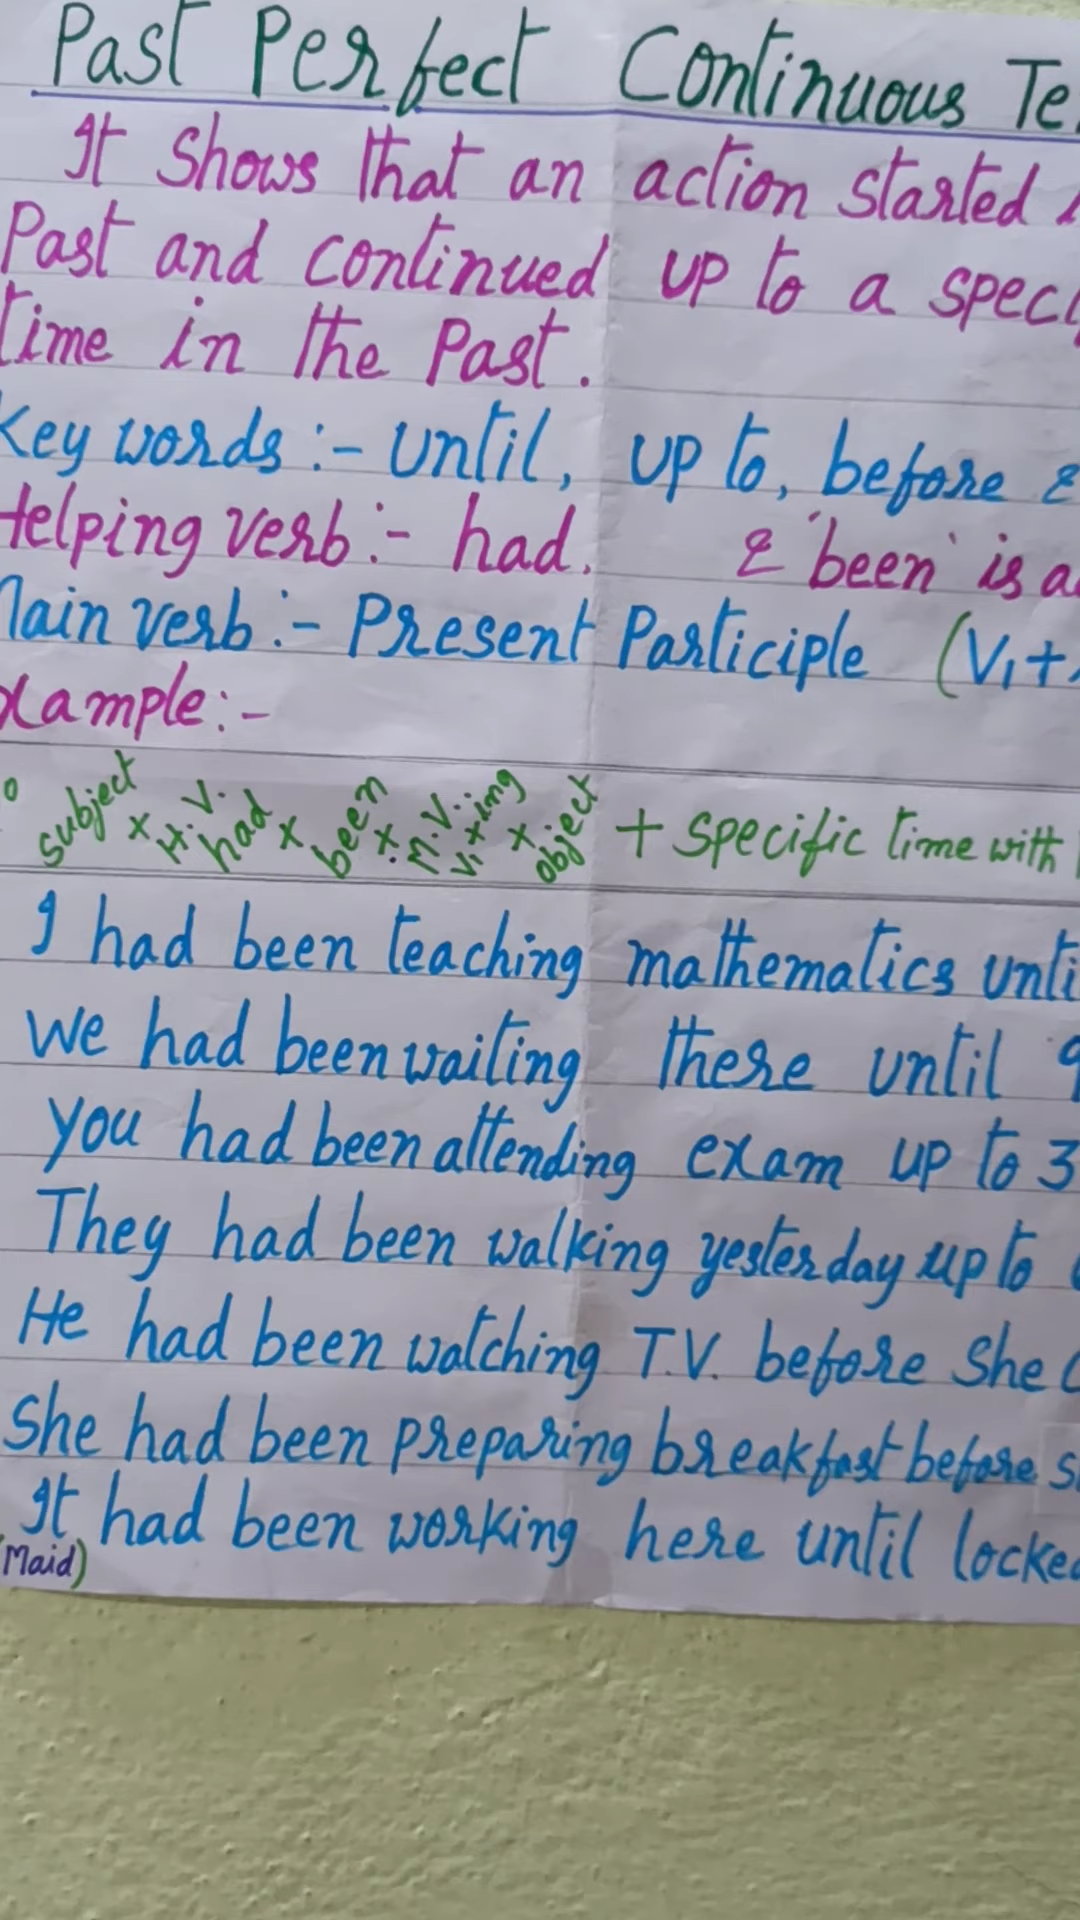 Past Perfect Continuous Te
It shows that an action started i
Past and continued up to a speci
time in the Past.
Key words :- until, up to, before &
Helping verb :- had. & 'been' is a
Main verb :- Present Participle (V1+
xample:-
subject x H.V. had x been x m.V. V1 x ing x object + specific time with
I had been teaching mathematics unti
We had been waiting there until 9
You had been attending exam up to 3
They had been walking yesterday up to
He had been watching T.V. before she c
She had been preparing breakfast before s
It had been working here until locke
(Maid)